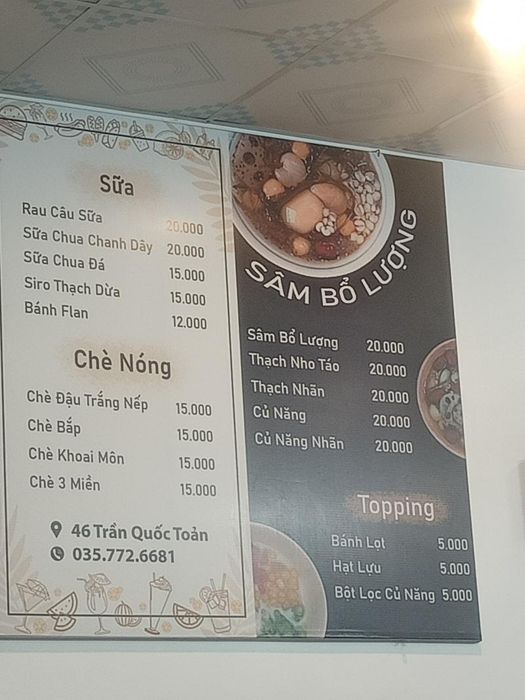 Sữa
Rau Câu Sữa 20.000
Sữa Chua Chanh Dây 20.000
Sữa Chua Đá 15.000
Siro Thạch Dừa 15.000
Bánh Flan 12.000
Chè Nóng
Chè Đậu Trắng Nếp 15.000
Chè Bắp 15.000
Chè Khoai Môn 15.000
Chè 3 Miền 15.000
46 Trần Quốc Toản
035.772.6681
SÂM BỔ LƯỢNG
Sâm Bổ Lượng 20.000
Thạch Nho Táo 20.000
Thạch Nhãn 20.000
Củ Năng 20.000
Củ Năng Nhãn 20.000
Topping
Bánh Lọt 5.000
Hạt Lựu 5.000
Bột Lọc Củ Năng 5.000